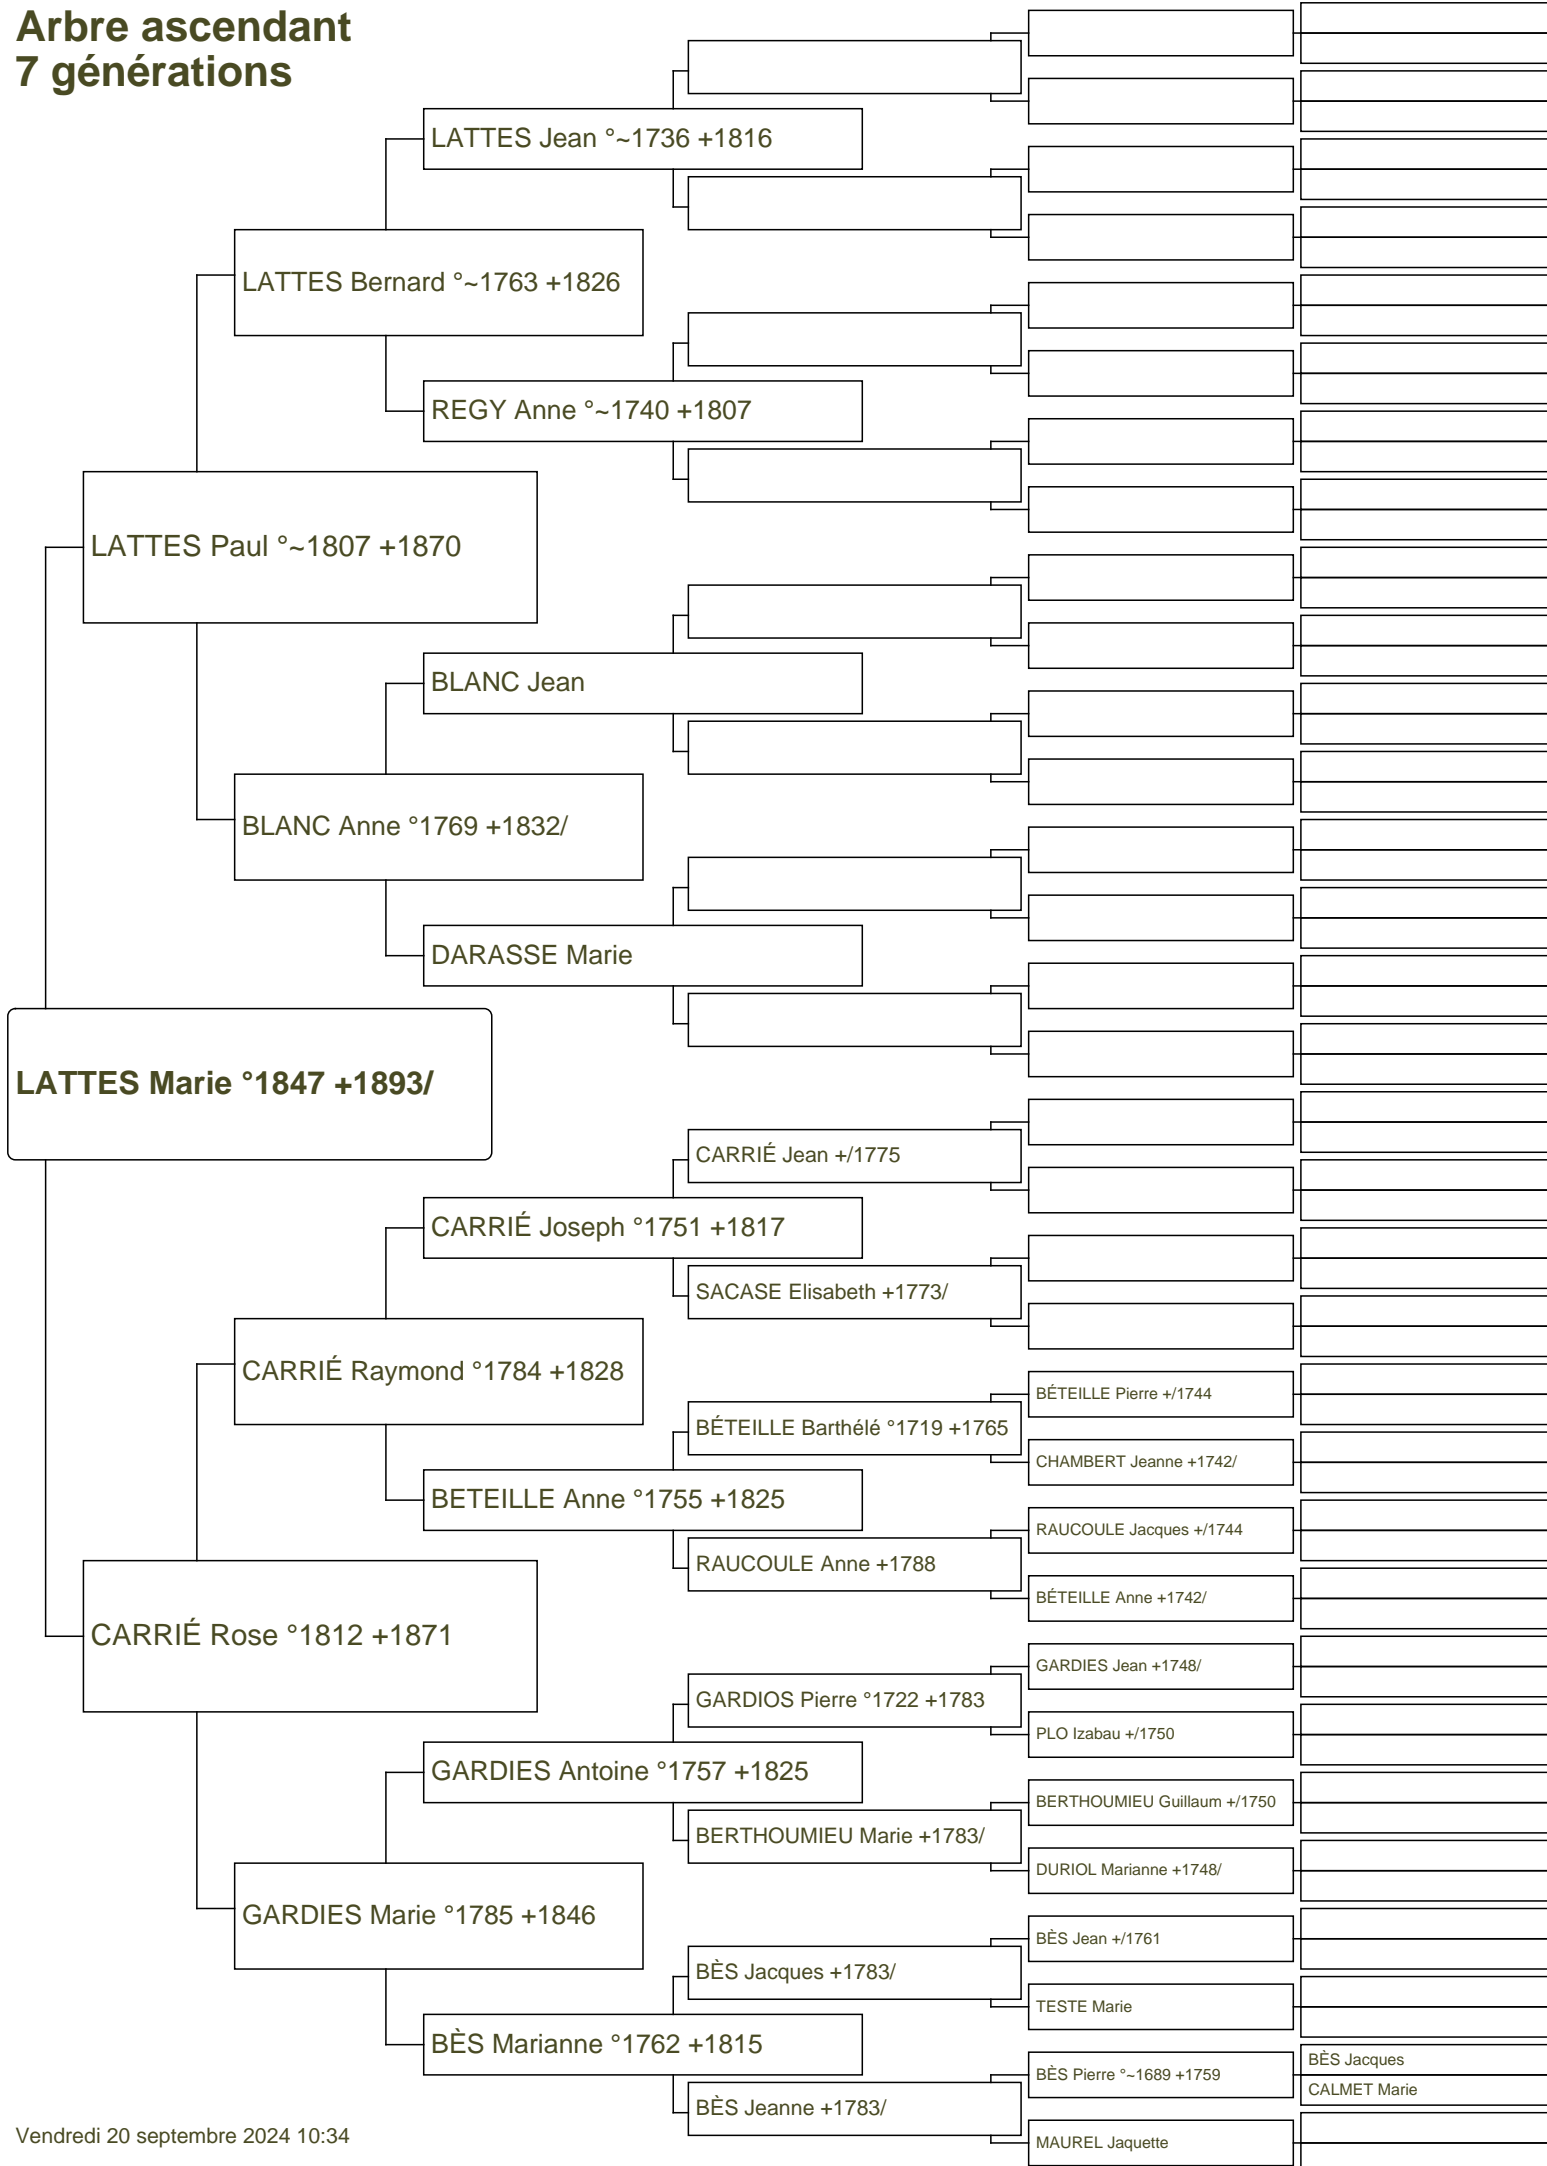 Arbre ascendant
7 générations
LATTES Jean °~1736 +1816
LATTES Bernard °~1763 +1826
REGY Anne °~1740 +1807
LATTES Paul °~1807 +1870
BLANC Jean
BLANC Anne °1769 +1832/
DARASSE Marie
LATTES Marie °1847 +1893/
CARRIÉ Jean +/1775
CARRIÉ Joseph °1751 +1817
SACASE Elisabeth +1773/
CARRIÉ Raymond °1784 +1828
BÉTEILLE Pierre +/1744
BÉTEILLE Barthélé °1719 +1765
CHAMBERT Jeanne +1742/
BETEILLE Anne °1755 +1825
RAUCOULE Jacques +/1744
RAUCOULE Anne +1788
BÉTEILLE Anne +1742/
CARRIÉ Rose °1812 +1871
GARDIES Jean +1748/
GARDIOS Pierre °1722 +1783
PLO Izabau +/1750
GARDIES Antoine °1757 +1825
BERTHOUMIEU Guillaum +/1750
BERTHOUMIEU Marie +1783/
DURIOL Marianne +1748/
GARDIES Marie °1785 +1846
BÈS Jean +/1761
BÈS Jacques +1783/
TESTE Marie
BÈS Marianne °1762 +1815
BÈS Jacques
BÈS Pierre °~1689 +1759
CALMET Marie
BÈS Jeanne +1783/
MAUREL Jaquette
Vendredi 20 septembre 2024 10:34